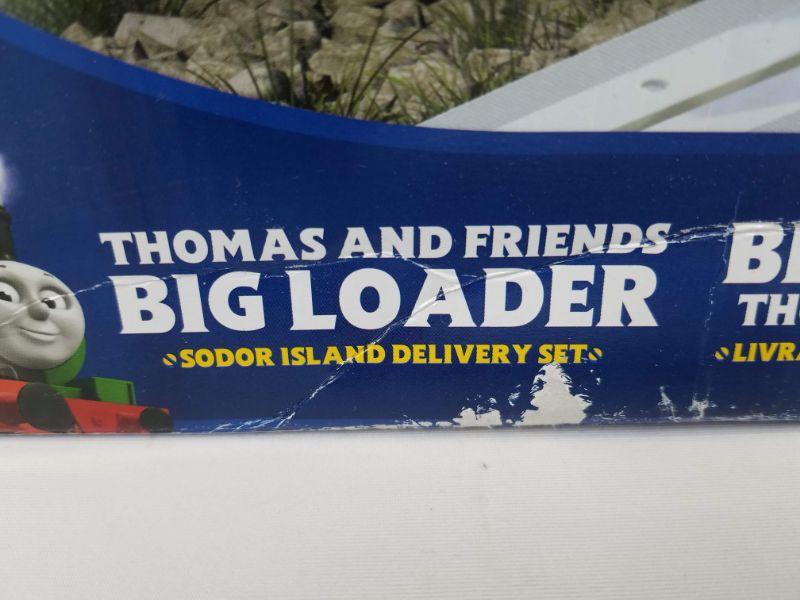 THOMAS AND FRIENDS
BIG LOADER
SODOR ISLAND DELIVERY SET